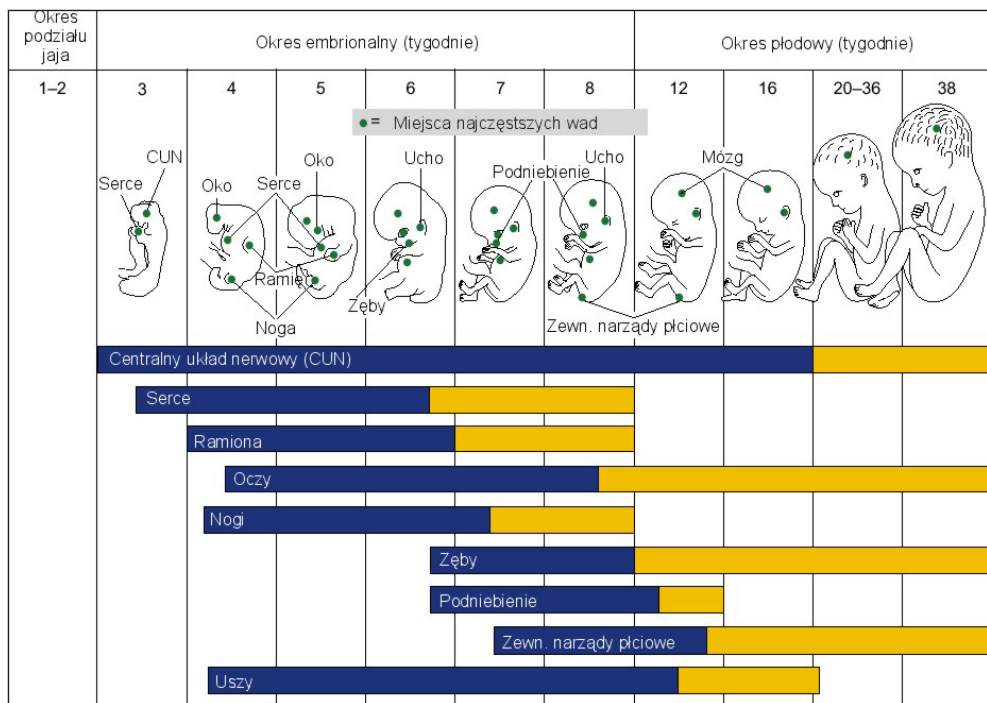 Okres
podziału
jaja
Okres embrionalny (tygodnie)
Okres płodowy (tygodnie)
1–2
3
4
5
6
7
8
12
16
20–36
38
= Miejsca najczęstszych wad
CUN
Serce
Oko
Serce
Oko
Ucho
Podniebienie
Ucho
Mózg
Ramię
Noga
Zęby
Zewn. narządy płciowe
Centralny układ nerwowy (CUN)
Serce
Ramiona
Oczy
Nogi
Zęby
Podniebienie
Zewn. narządy płciowe
Uszy